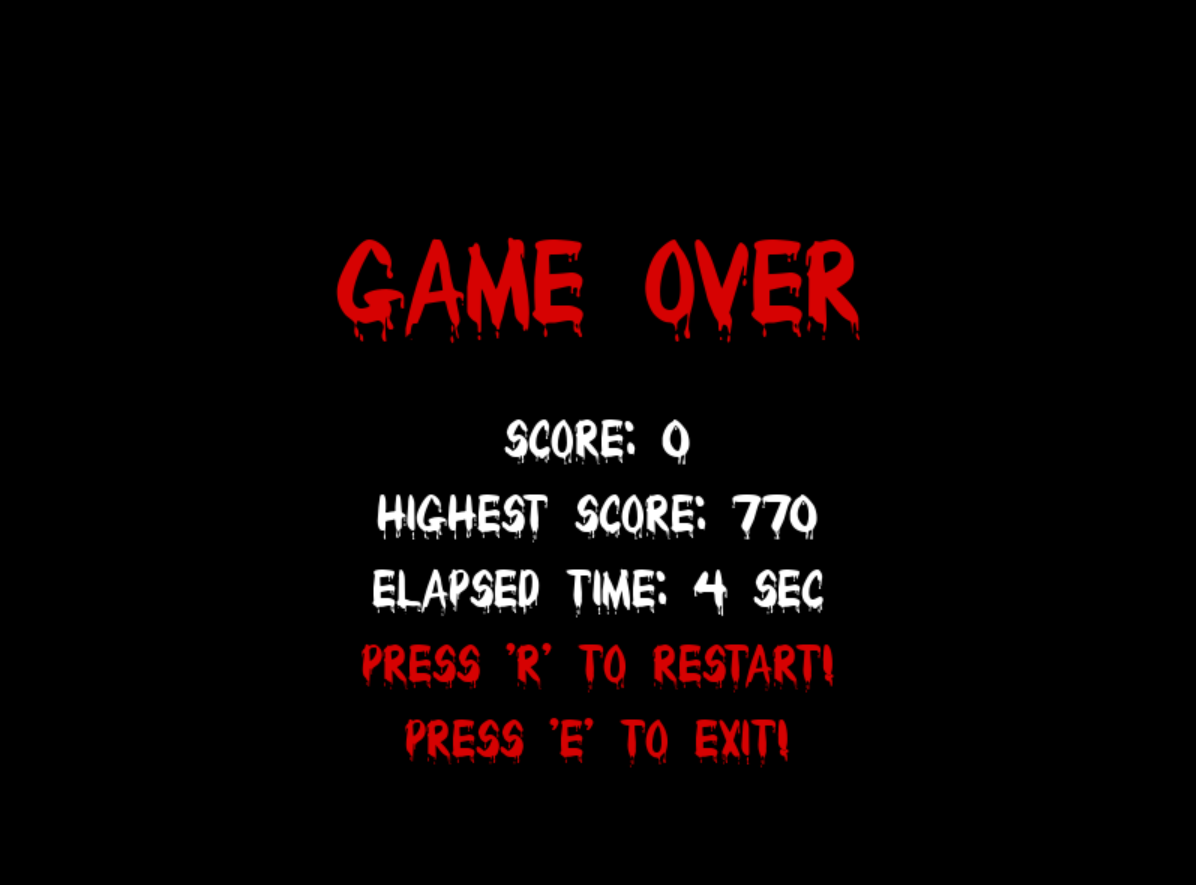 GAME OVER
SCORE: 0
HIGHEST SCORE: 770
ELAPSED TIME: 4 SEC
PRESS 'R' TO RESTART!
PRESS 'E' TO EXIT!